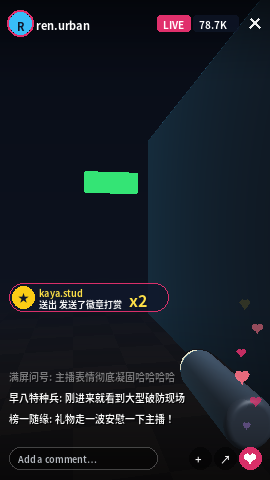 R
ren.urban
LIVE
78.7K
kaya.stud
送出 发送了徽章打赏 x2
满屏问号: 主播表情彻底凝固哈哈哈哈
早八特种兵: 刚进来就看到大型破防现场
榜一随缘: 礼物走一波安慰一下主播！
Add a comment...